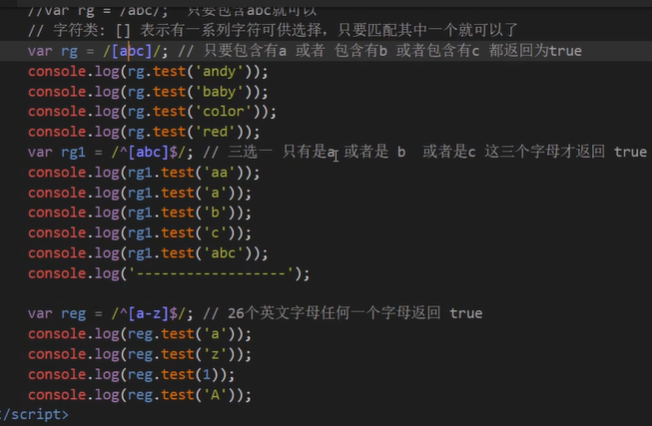 //var rg = /abc/;  只要包含abc就可以
// 字符类: [] 表示有一系列字符可供选择，只要匹配其中一个就可以了
var rg = /[abc]/; // 只要包含有a 或者 包含有b 或者包含有c 都返回为true
console.log(rg.test('andy'));
console.log(rg.test('baby'));
console.log(rg.test('color'));
console.log(rg.test('red'));
var rg1 = /^[abc]$/; // 三选一 只有是a 或者是 b  或者是c 这三个字母才返回 true
console.log(rg1.test('aa'));
console.log(rg1.test('a'));
console.log(rg1.test('b'));
console.log(rg1.test('c'));
console.log(rg1.test('abc'));
console.log('------------------');
var reg = /^[a-z]$/; // 26个英文字母任何一个字母返回 true
console.log(reg.test('a'));
console.log(reg.test('z'));
console.log(reg.test(1));
console.log(reg.test('A'));
</script>